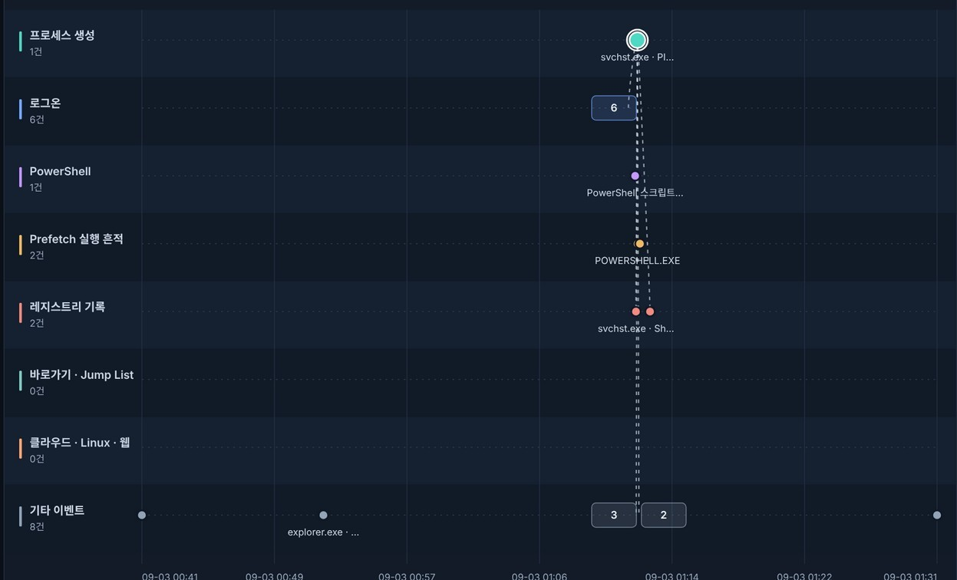 프로세스 생성
1건
svchst.exe · Pl...
로그온
6건
6
PowerShell
1건
PowerShell 스크립트...
Prefetch 실행 흔적
2건
POWERSHELL.EXE
레지스트리 기록
2건
svchst.exe · Sh...
바로가기 · Jump List
0건
클라우드 · Linux · 웹
0건
기타 이벤트
8건
explorer.exe · ...
3
2
09-03 00:41
09-03 00:49
09-03 00:57
09-03 01:06
09-03 01:14
09-03 01:22
09-03 01:31